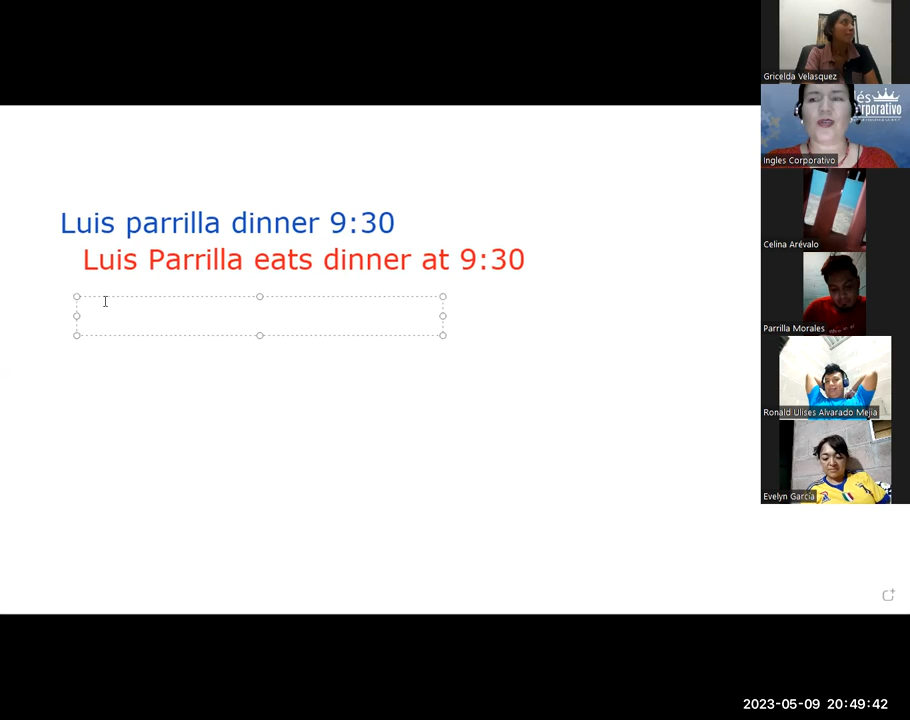 Gricelda Velasquez
Ingles Corporativo
Celina Arévalo
Parrilla Morales
Ronald Ulises Alvarado Mejia
Evelyn García
Luis parrilla dinner 9:30
Luis Parrilla eats dinner at 9:30
2023-05-09 20:49:42